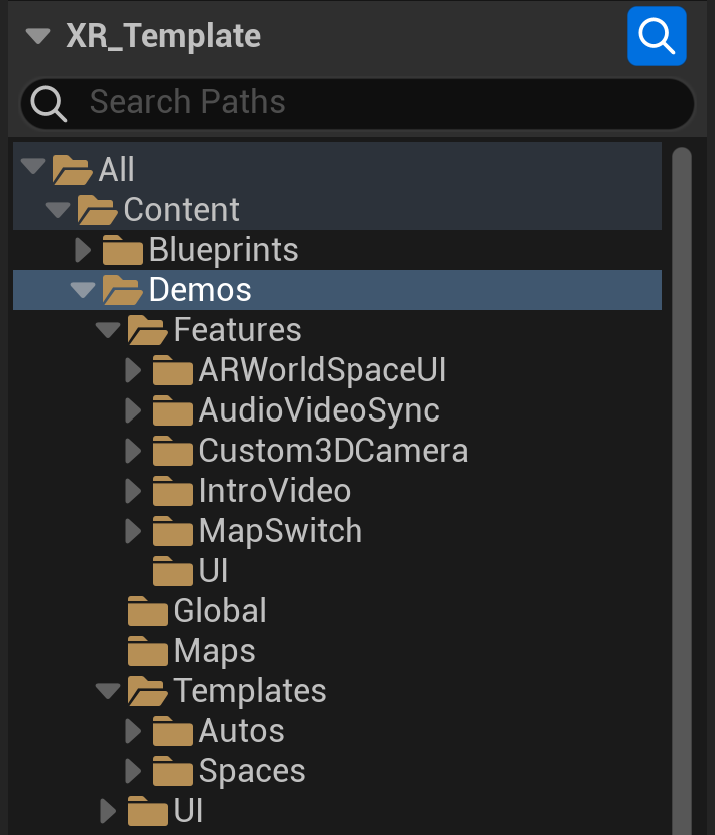 XR_Template
Search Paths
All
Content
Blueprints
Demos
Features
ARWorldSpaceUI
AudioVideoSync
Custom3DCamera
IntroVideo
MapSwitch
UI
Global
Maps
Templates
Autos
Spaces
UI